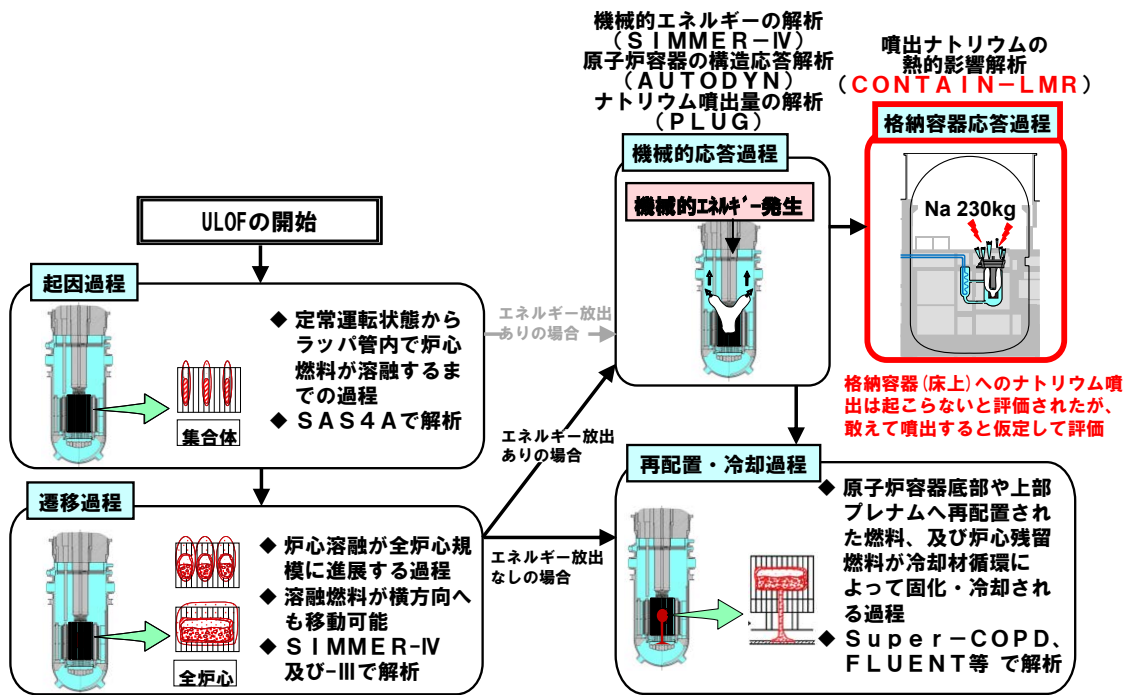 機械的エネルギーの解析
(SIMMER-Ⅳ)
原子炉容器の構造応答解析
(AUTODYN)
ナトリウム噴出量の解析
(PLUG)
噴出ナトリウムの
熱的影響解析
(CONTAIN-LMR)
ULOFの開始
起因過程
◆ 定常運転状態から
ラッパ管内で炉心
燃料が溶融するま
での過程
◆ SAS4Aで解析
集合体
エネルギー放出
ありの場合
遷移過程
◆ 炉心溶融が全炉心規
模に進展する過程
◆ 溶融燃料が横方向へ
も移動可能
◆ SIMMER-Ⅳ
及び-Ⅲで解析
全炉心
エネルギー放出
ありの場合
エネルギー放出
なしの場合
機械的応答過程
機械的エネルギー発生
格納容器応答過程
Na 230kg
格納容器(床上)へのナトリウム噴
出は起こらないと評価されたが、
敢えて噴出すると仮定して評価
再配置・冷却過程
◆ 原子炉容器底部や上部
プレナムへ再配置され
た燃料、及び炉心残留
燃料が冷却材循環に
よって固化・冷却され
る過程
◆ Super-COPD、
FLUENT等 で解析